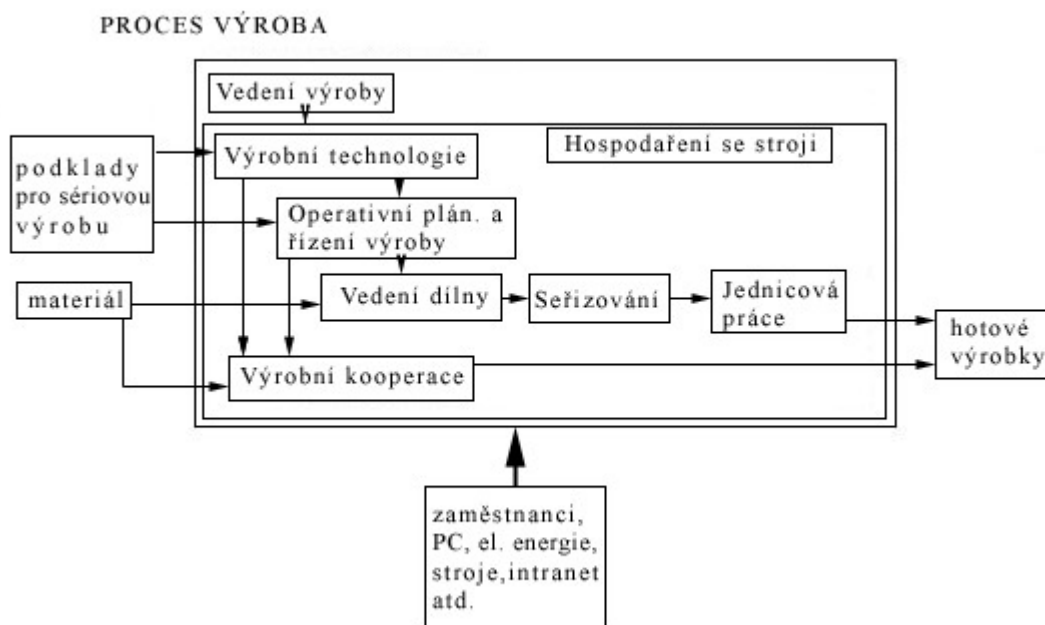 PROCES VÝROBA
Vedení výroby
Hospodaření se stroji
Výrobní technologie
podklady
pro sériovou
výrobu
Operativní plán. a
řízení výroby
materiál
Vedení dílny
Seřizování
Jednicová
práce
hotové
výrobky
Výrobní kooperace
zaměstnanci,
PC, el. energie,
stroje,intranet
atd.